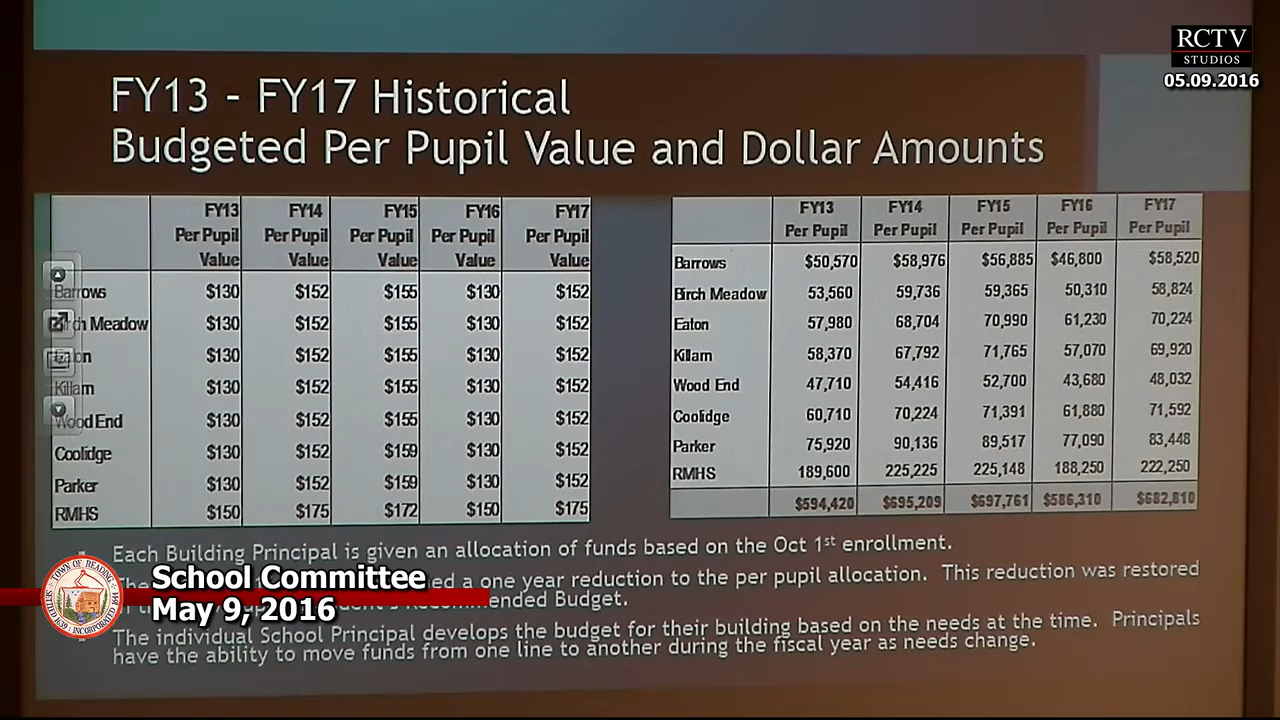 RCTV
STUDIOS
05.09.2016
FY13 - FY17 Historical
Budgeted Per Pupil Value and Dollar Amounts
FY13 FY14 FY15 FY16 FY17
Per Pupil Per Pupil Per Pupil Per Pupil Per Pupil
Value Value Value Value Value
Barrows $130 $152 $155 $130 $152
Meadow $130 $152 $155 $130 $152
Eaton $130 $152 $155 $130 $152
Killam $130 $152 $155 $130 $152
Wood End $130 $152 $155 $130 $152
Coolidge $130 $152 $159 $130 $152
Parker $130 $152 $159 $130 $152
RMHS $150 $175 $172 $150 $175
FY13 FY14 FY15 FY16 FY17
Per Pupil Per Pupil Per Pupil Per Pupil Per Pupil
Barrows $50,570 $58,976 $56,885 $46,800 $58,520
Birch Meadow 53,560 59,736 59,365 50,310 58,824
Eaton 57,980 68,704 70,990 61,230 70,224
Killam 58,370 67,792 71,765 57,070 69,920
Wood End 47,710 54,416 52,700 43,680 48,032
Coolidge 60,710 70,224 71,391 61,880 71,592
Parker 75,920 90,136 89,517 77,090 83,448
RMHS 189,600 225,225 225,148 188,250 222,250
$594,420 $695,209 $697,761 $586,310 $682,810
Each Building Principal is given an allocation of funds based on the Oct 1st enrollment.
a one year reduction to the per pupil allocation. This reduction was restored
Budget.
The individual School Principal develops the budget for their building based on the needs at the time. Principals
have the ability to move funds from one line to another during the fiscal year as needs change.
TOWN OF READING
INCORPORATED
School Committee
May 9, 2016